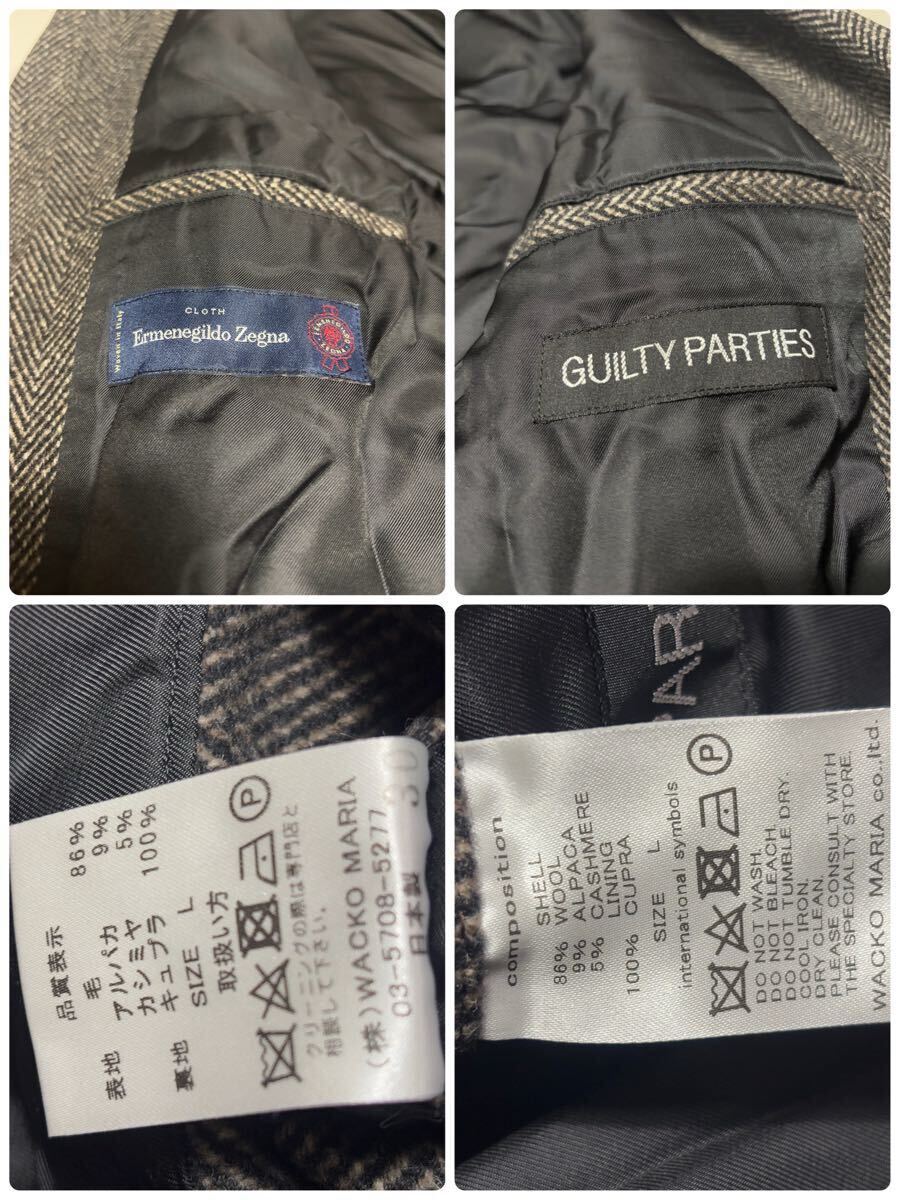 CLOTH
Ermenegildo Zegna
Woven in Italy
ERMENEGILDO
ZEGNA
GUILTY PARTIES
品質表示
表地 毛 86%
アルパカ 9%
カシミヤ 5%
裏地 キュプラ 100%
SIZE L
取扱い方
P
クリーニングの際は専門店と
相談して下さい。
(株)WACKO MARIA
03-5708-5277
日本製
PAR
composition
SHELL
86% WOOL
9% ALPACA
5% CASHMERE
LINING
100% CUPRA
SIZE L
international symbols
P
DO NOT WASH.
DO NOT BLEACH.
DO NOT TUMBLE DRY.
COOL IRON.
DRY CLEAN.
PLEASE CONSULT WITH
THE SPECIALTY STORE.
WACKO MARIA co.,ltd.